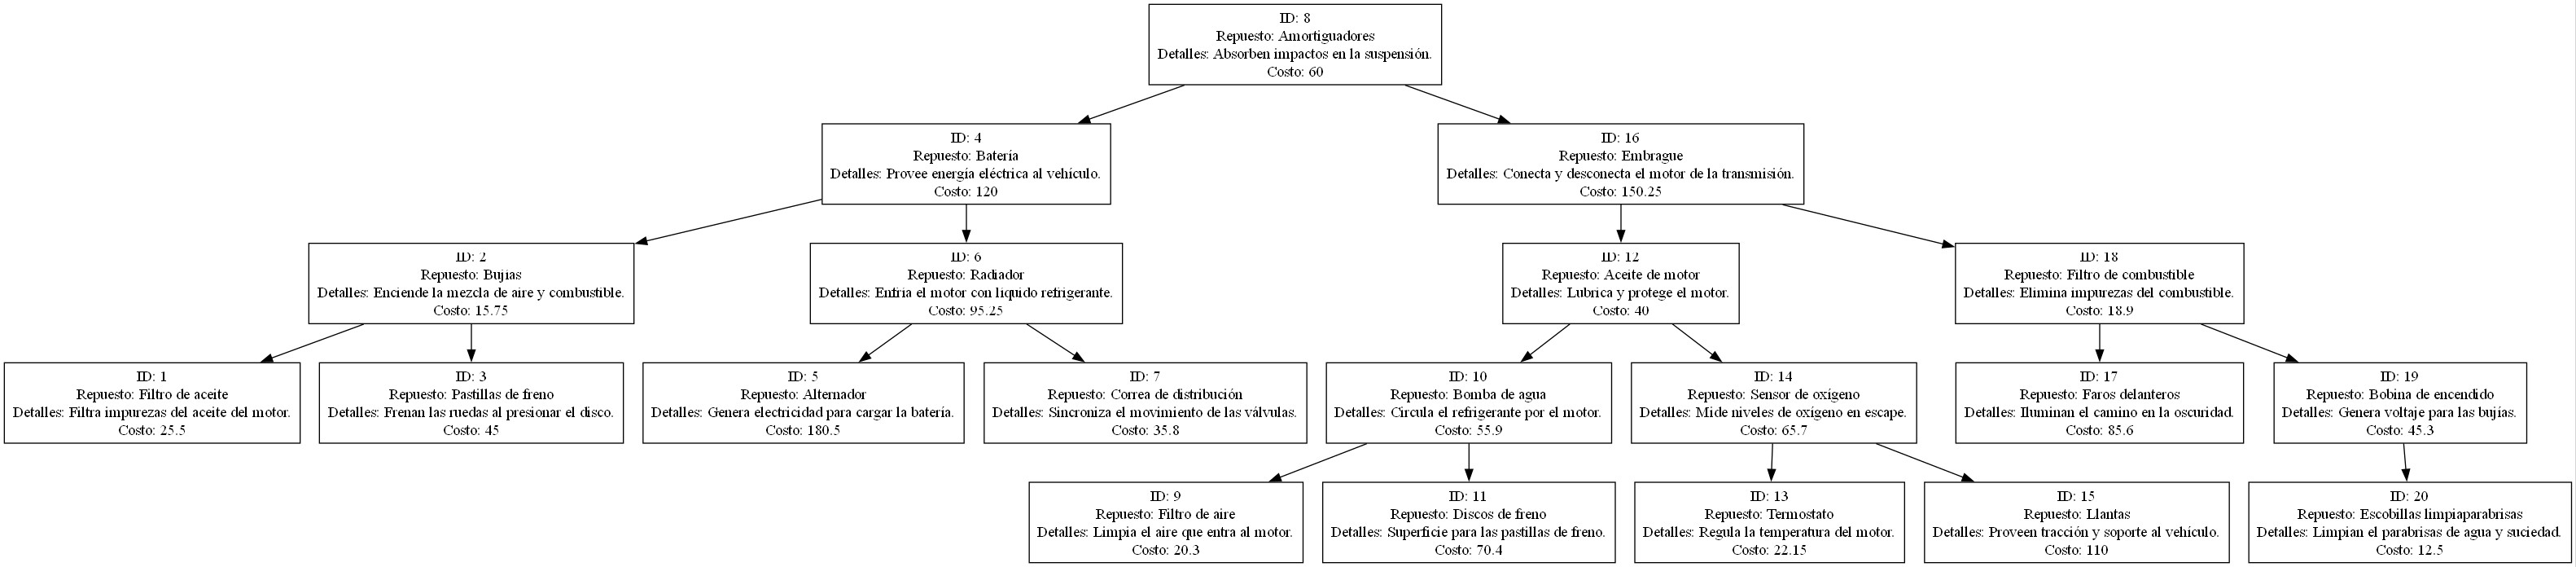 ID: 8
Repuesto: Amortiguadores
Detalles: Absorben impactos en la suspensión.
Costo: 60
ID: 4
Repuesto: Batería
Detalles: Provee energía eléctrica al vehículo.
Costo: 120
ID: 16
Repuesto: Embrague
Detalles: Conecta y desconecta el motor de la transmisión.
Costo: 150.25
ID: 2
Repuesto: Bujías
Detalles: Enciende la mezcla de aire y combustible.
Costo: 15.75
ID: 6
Repuesto: Radiador
Detalles: Enfría el motor con líquido refrigerante.
Costo: 95.25
ID: 12
Repuesto: Aceite de motor
Detalles: Lubrica y protege el motor.
Costo: 40
ID: 18
Repuesto: Filtro de combustible
Detalles: Elimina impurezas del combustible.
Costo: 18.9
ID: 1
Repuesto: Filtro de aceite
Detalles: Filtra impurezas del aceite del motor.
Costo: 25.5
ID: 3
Repuesto: Pastillas de freno
Detalles: Frenan las ruedas al presionar el disco.
Costo: 45
ID: 5
Repuesto: Alternador
Detalles: Genera electricidad para cargar la batería.
Costo: 180.5
ID: 7
Repuesto: Correa de distribución
Detalles: Sincroniza el movimiento de las válvulas.
Costo: 35.8
ID: 10
Repuesto: Bomba de agua
Detalles: Circula el refrigerante por el motor.
Costo: 55.9
ID: 14
Repuesto: Sensor de oxígeno
Detalles: Mide niveles de oxígeno en escape.
Costo: 65.7
ID: 17
Repuesto: Faros delanteros
Detalles: Iluminan el camino en la oscuridad.
Costo: 85.6
ID: 19
Repuesto: Bobina de encendido
Detalles: Genera voltaje para las bujías.
Costo: 45.3
ID: 9
Repuesto: Filtro de aire
Detalles: Limpia el aire que entra al motor.
Costo: 20.3
ID: 11
Repuesto: Discos de freno
Detalles: Superficie para las pastillas de freno.
Costo: 70.4
ID: 13
Repuesto: Termostato
Detalles: Regula la temperatura del motor.
Costo: 22.15
ID: 15
Repuesto: Llantas
Detalles: Proveen tracción y soporte al vehículo.
Costo: 110
ID: 20
Repuesto: Escobillas limpiaparabrisas
Detalles: Limpian el parabrisas de agua y suciedad.
Costo: 12.5